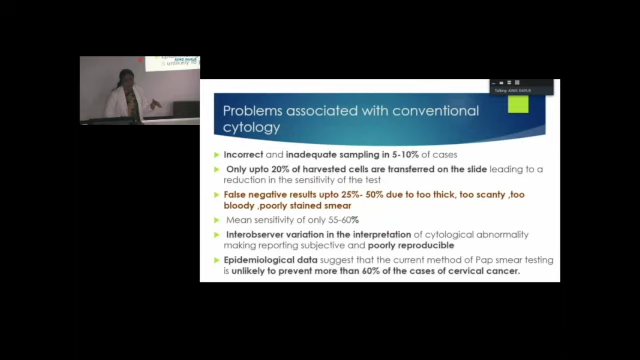 Problems associated with conventional
cytology
Incorrect and inadequate sampling in 5-10% of cases
Only upto 20% of harvested cells are transferred on the slide leading to a
reduction in the sensitivity of the test
False negative results upto 25%- 50% due to too thick, too scanty ,too
bloody ,poorly stained smear
Mean sensitivity of only 55-60%
Interobserver variation in the interpretation of cytological abnormality
making reporting subjective and poorly reproducible
Epidemiological data suggest that the current method of Pap smear testing
is unlikely to prevent more than 60% of the cases of cervical cancer.